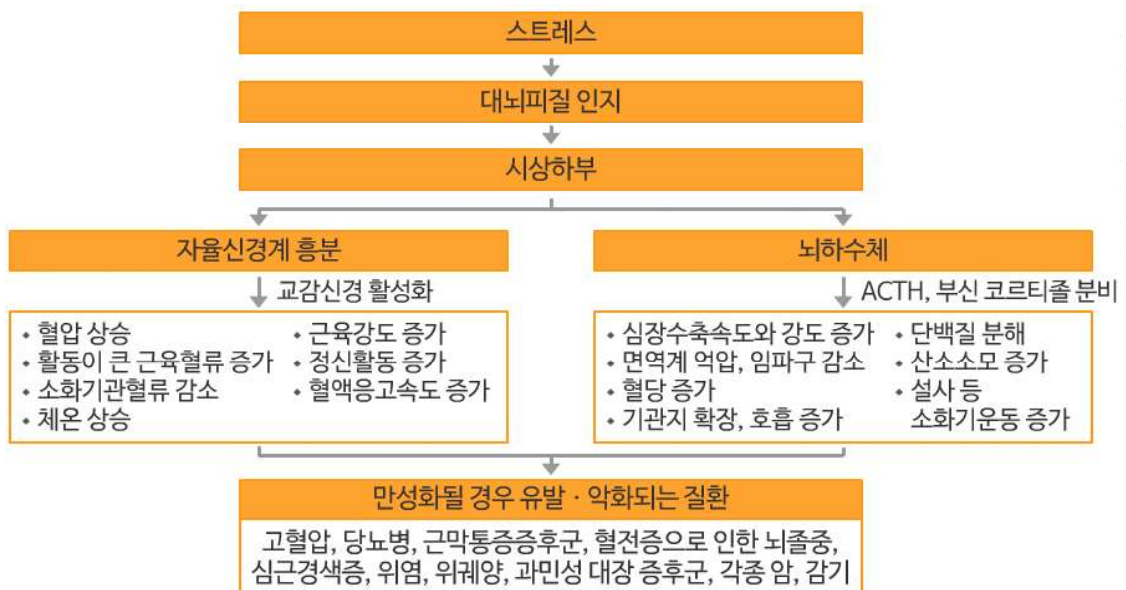 스트레스
대뇌피질 인지
시상하부
자율신경계 흥분
교감신경 활성화
• 혈압 상승
• 활동이 큰 근육혈류 증가
• 소화기관혈류 감소
• 체온 상승
• 근육강도 증가
• 정신활동 증가
• 혈액응고속도 증가
뇌하수체
ACTH, 부신 코르티졸 분비
• 심장수축속도와 강도 증가
• 면역계 억압, 임파구 감소
• 혈당 증가
• 기관지 확장, 호흡 증가
• 단백질 분해
• 산소소모 증가
• 설사 등
소화기운동 증가
만성화될 경우 유발 · 악화되는 질환
고혈압, 당뇨병, 근막통증증후군, 혈전증으로 인한 뇌졸중,
심근경색증, 위염, 위궤양, 과민성 대장 증후군, 각종 암, 감기